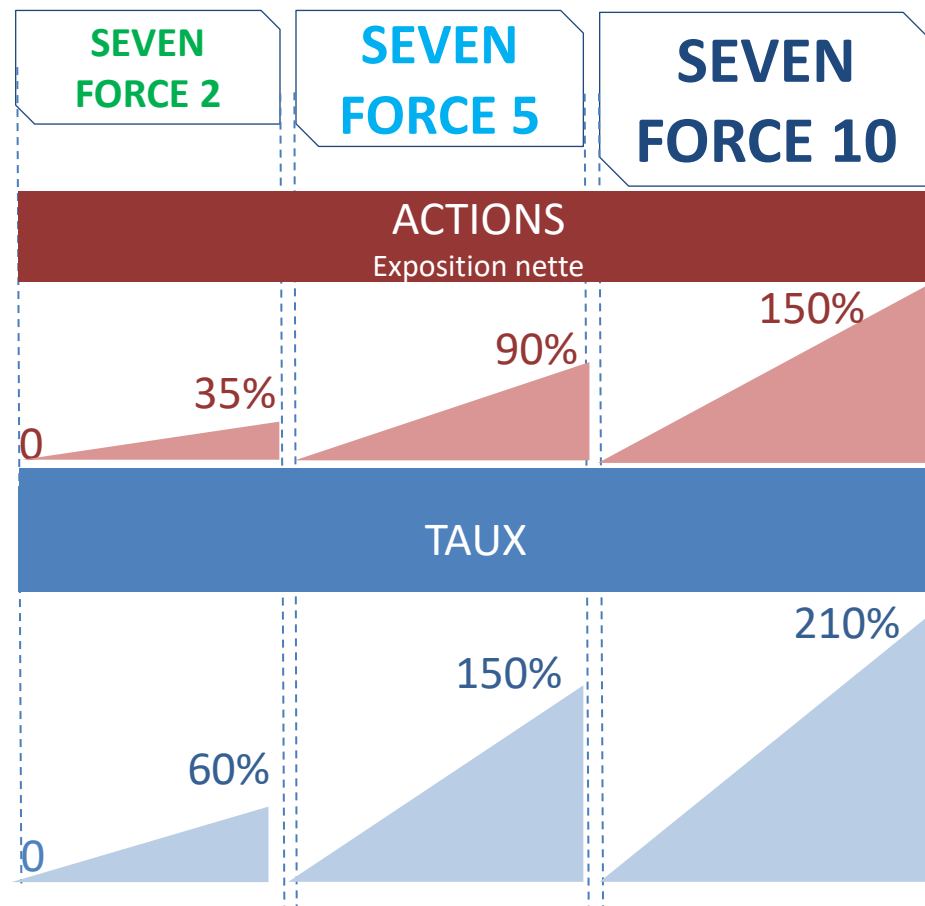 SEVEN
FORCE 2
SEVEN
FORCE 5
SEVEN
FORCE 10
ACTIONS
Exposition nette
0
35%
90%
150%
TAUX
0
60%
150%
210%